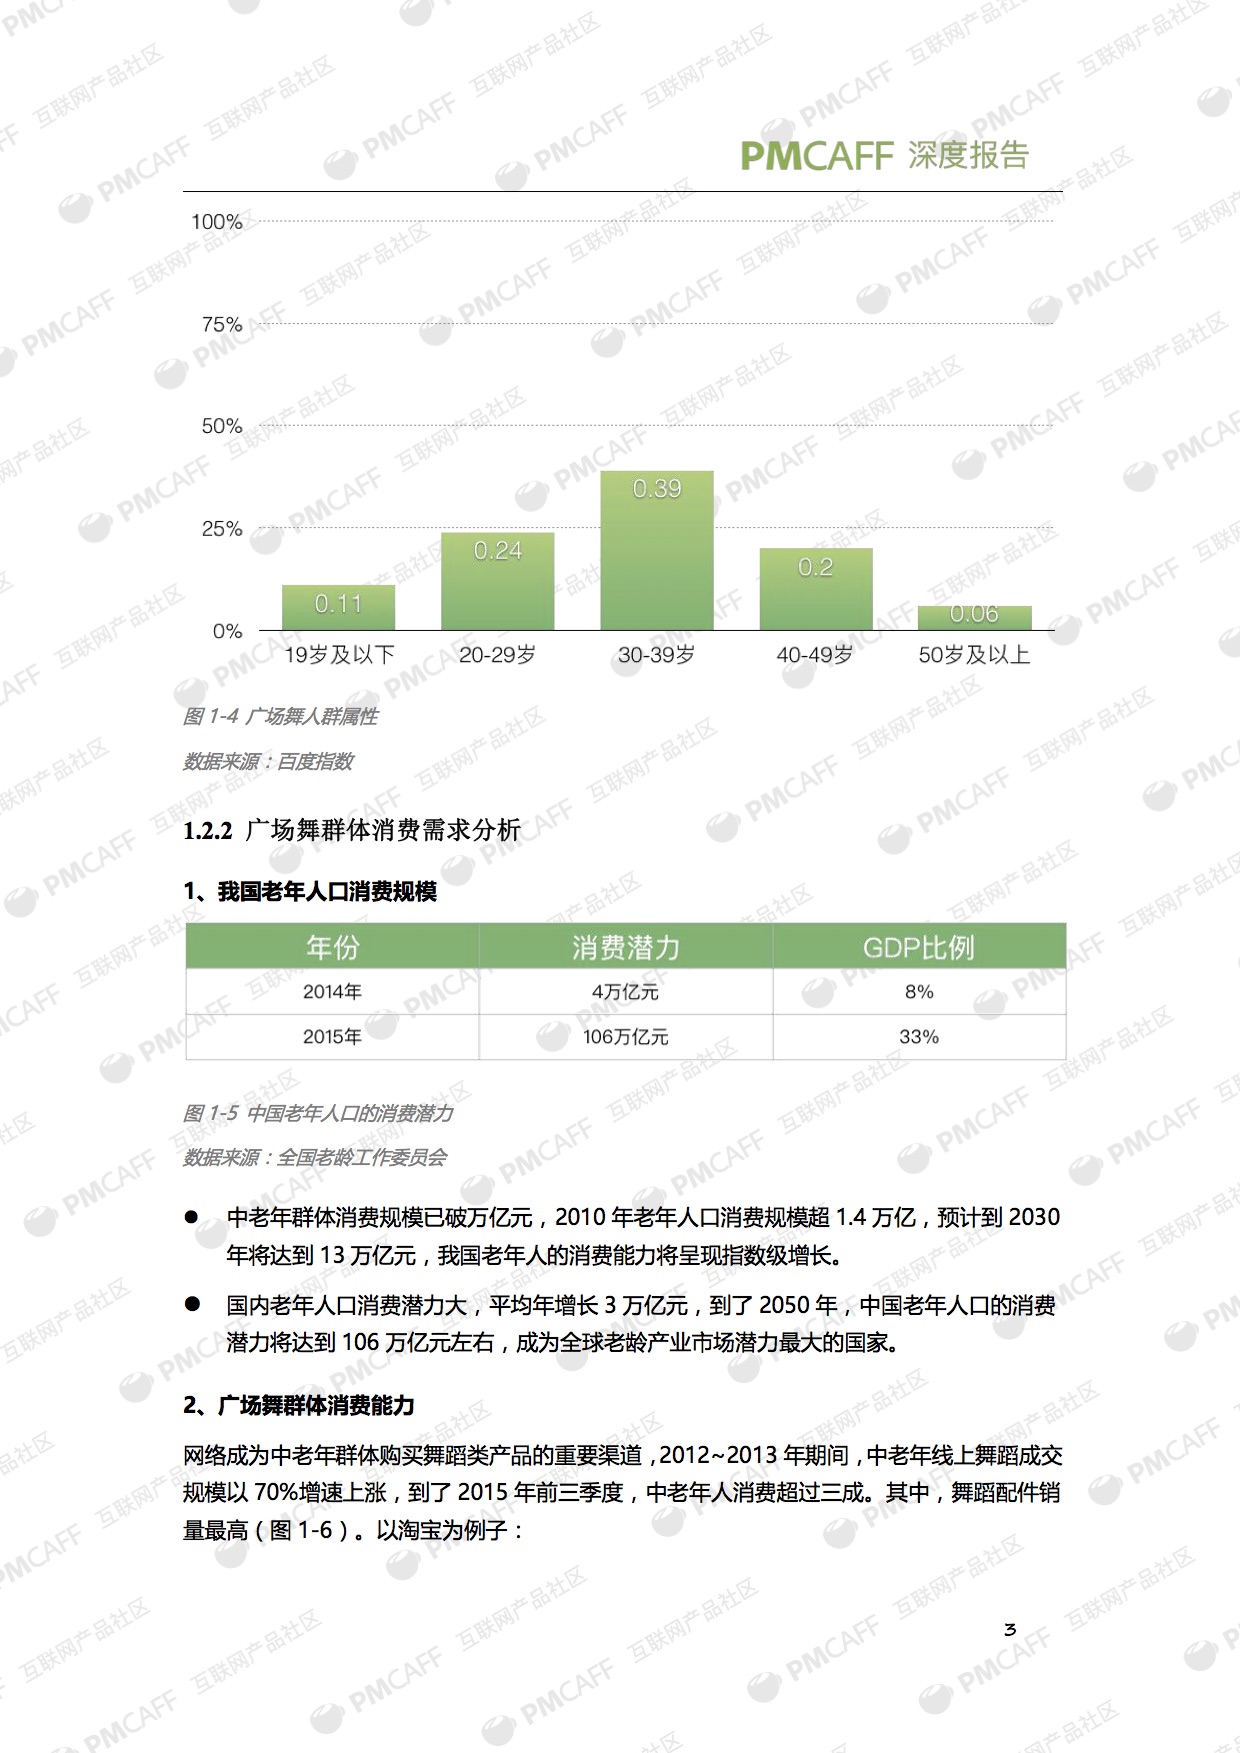 PMCAFF 深度报告
100%
75%
50%
25%
0%
0.11
0.24
0.39
0.2
0.06
19岁及以下
20-29岁
30-39岁
40-49岁
50岁及以上
图 1-4 广场舞人群属性
数据来源：百度指数
1.2.2 广场舞群体消费需求分析
1、我国老年人口消费规模
年份 消费潜力 GDP比例
2014年 4万亿元 8%
2015年 106万亿元 33%
图 1-5 中国老年人口的消费潜力
数据来源：全国老龄工作委员会
● 中老年群体消费规模已破万亿元，2010 年老年人口消费规模超 1.4 万亿，预计到 2030
年将达到 13 万亿元，我国老年人的消费能力将呈现指数级增长。
● 国内老年人口消费潜力大，平均年增长 3 万亿元，到了 2050 年，中国老年人口的消费
潜力将达到 106 万亿元左右，成为全球老龄产业市场潜力最大的国家。
2、广场舞群体消费能力
网络成为中老年群体购买舞蹈类产品的重要渠道，2012~2013 年期间，中老年线上舞蹈成交
规模以 70%增速上涨，到了 2015 年前三季度，中老年人消费超过三成。其中，舞蹈配件销
量最高（图 1-6）。以淘宝为例子：
3
PMCAFF 互联网产品社区